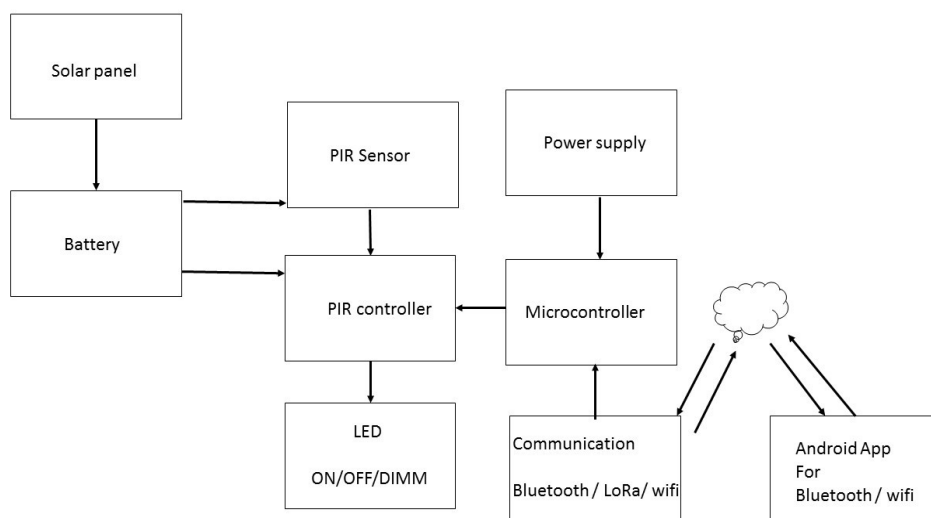 Solar panel
PIR Sensor
Power supply
Battery
PIR controller
Microcontroller
LED
ON/OFF/DIMM
Communication
Bluetooth / LoRa/ wifi
Android App
For
Bluetooth / wifi